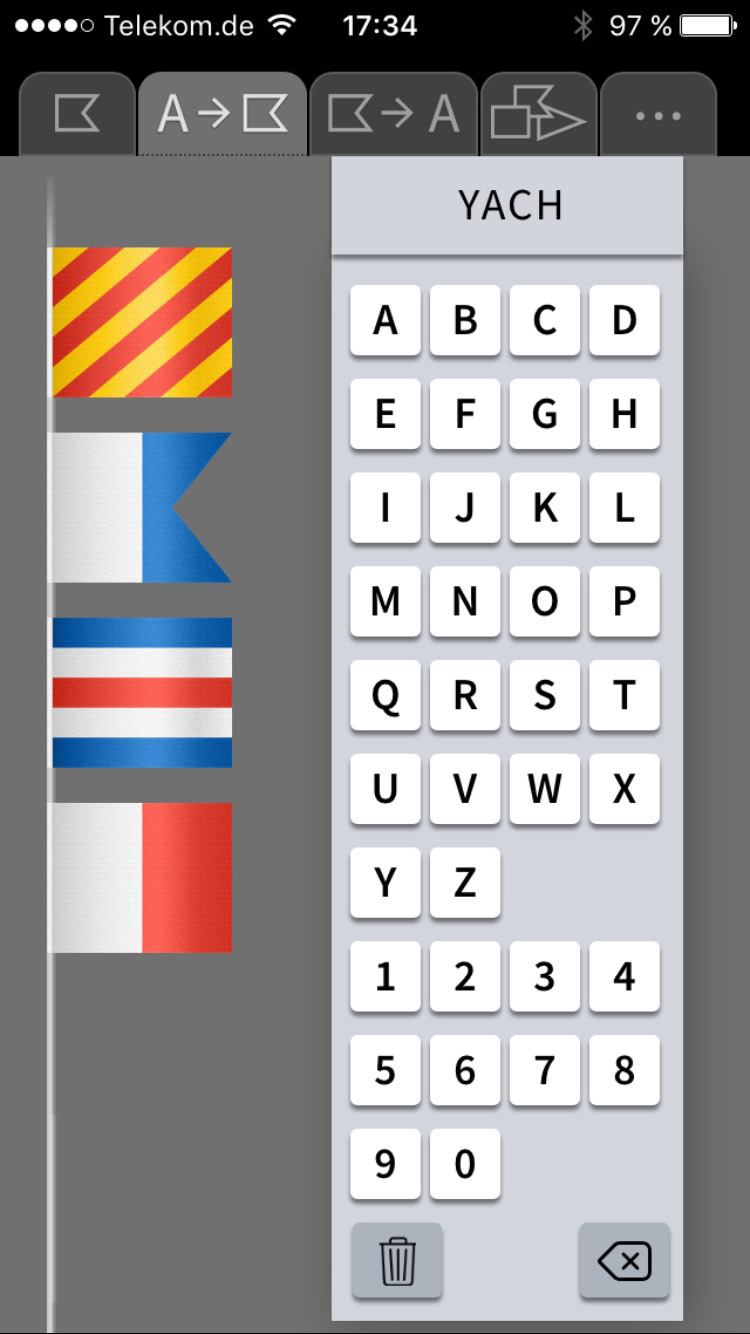 Telekom.de 17:34 97 %
A → → A ...
YACH
A B C D
E F G H
I J K L
M N O P
Q R S T
U V W X
Y Z
1 2 3 4
5 6 7 8
9 0